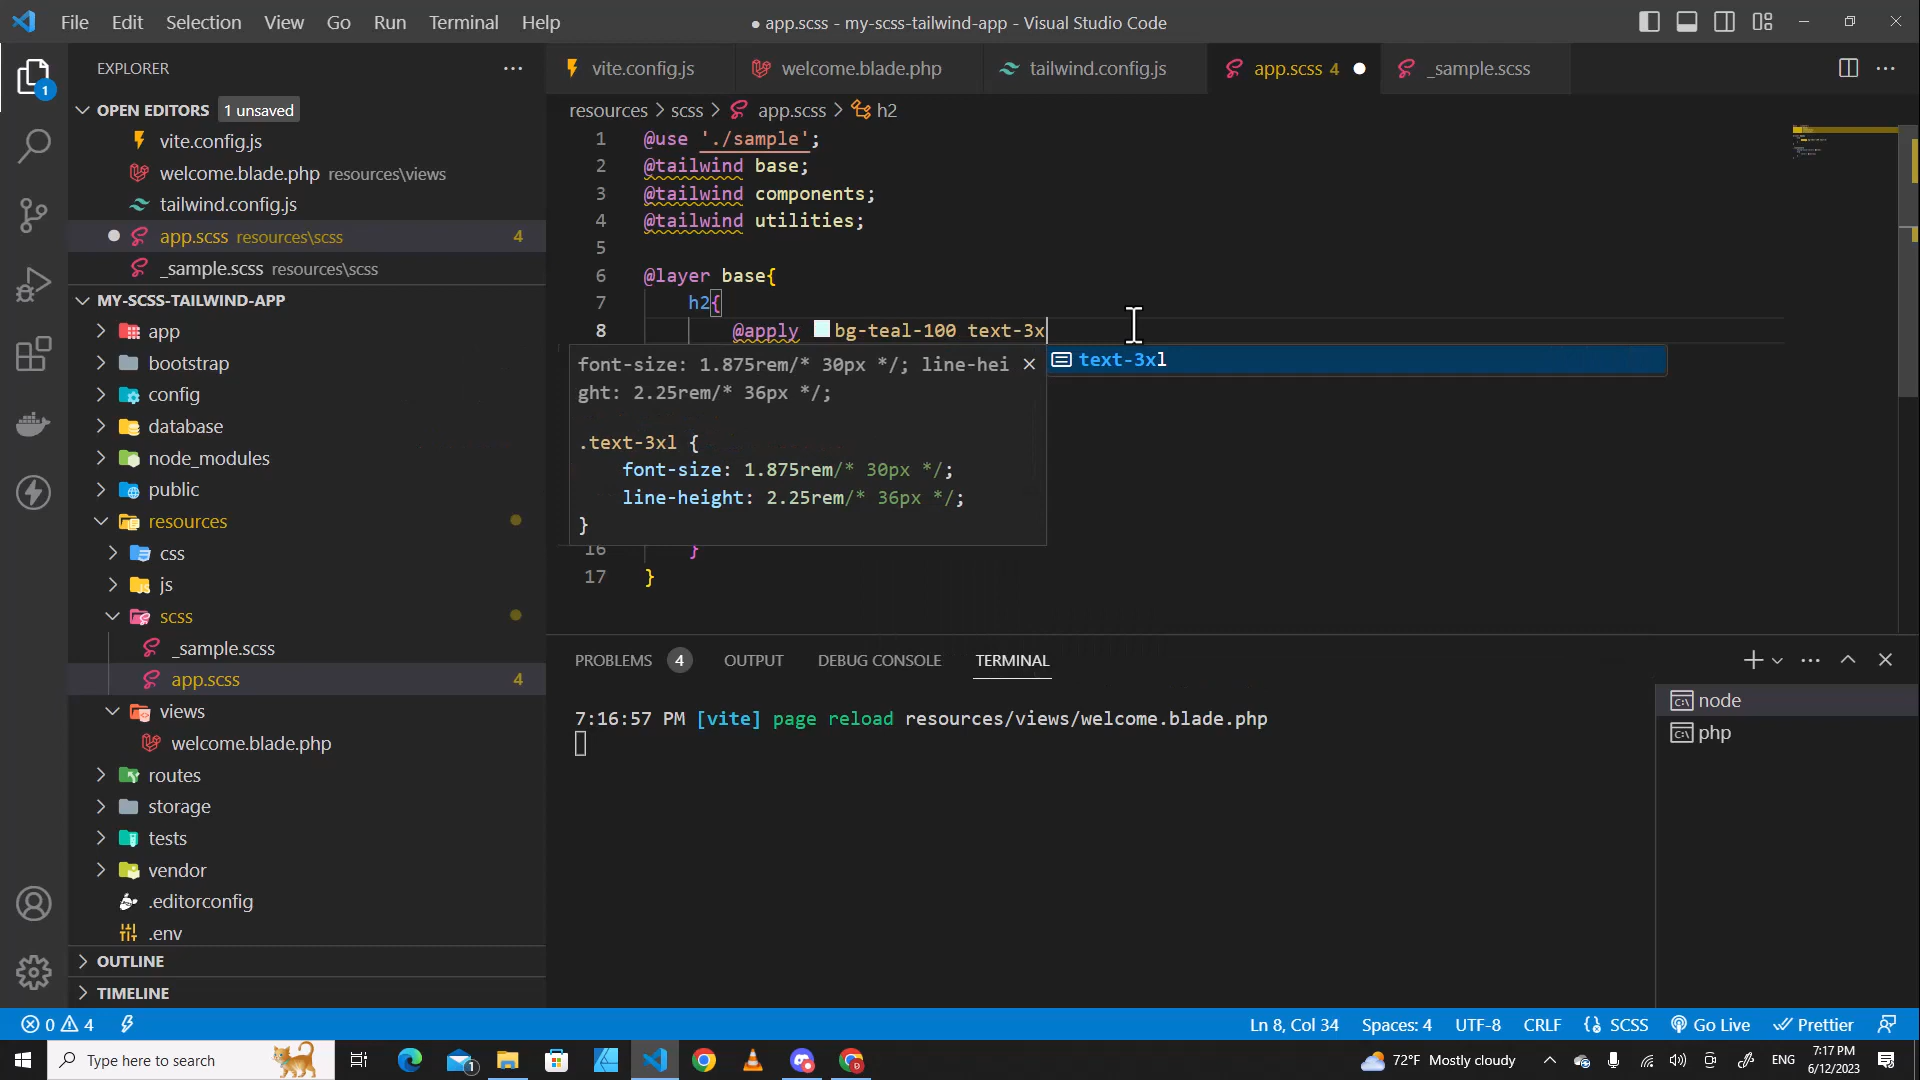 File Edit Selection View Go Run Terminal Help
● app.scss - my-scss-tailwind-app - Visual Studio Code
EXPLORER
OPEN EDITORS 1 unsaved
vite.config.js
welcome.blade.php resources\views
tailwind.config.js
app.scss resources\scss 4
_sample.scss resources\scss
MY-SCSS-TAILWIND-APP
app
bootstrap
config
database
node_modules
public
resources
css
js
scss
_sample.scss
app.scss 4
views
welcome.blade.php
routes
storage
tests
vendor
.editorconfig
.env
OUTLINE
TIMELINE
vite.config.js welcome.blade.php tailwind.config.js app.scss 4 _sample.scss
resources > scss > app.scss > h2
1 @use './sample';
2 @tailwind base;
3 @tailwind components;
4 @tailwind utilities;
5
6 @layer base{
7 h2{
8 @apply bg-teal-100 text-3x
text-3xl
font-size: 1.875rem/* 30px */; line-hei
ght: 2.25rem/* 36px */;
.text-3xl {
font-size: 1.875rem/* 30px */;
line-height: 2.25rem/* 36px */;
}
16 }
17 }
PROBLEMS 4 OUTPUT DEBUG CONSOLE TERMINAL
7:16:57 PM [vite] page reload resources/views/welcome.blade.php
node
php
1
0 4
Ln 8, Col 34 Spaces: 4 UTF-8 CRLF SCSS Go Live Prettier
Type here to search
1
72°F Mostly cloudy
ENG
7:17 PM
6/12/2023